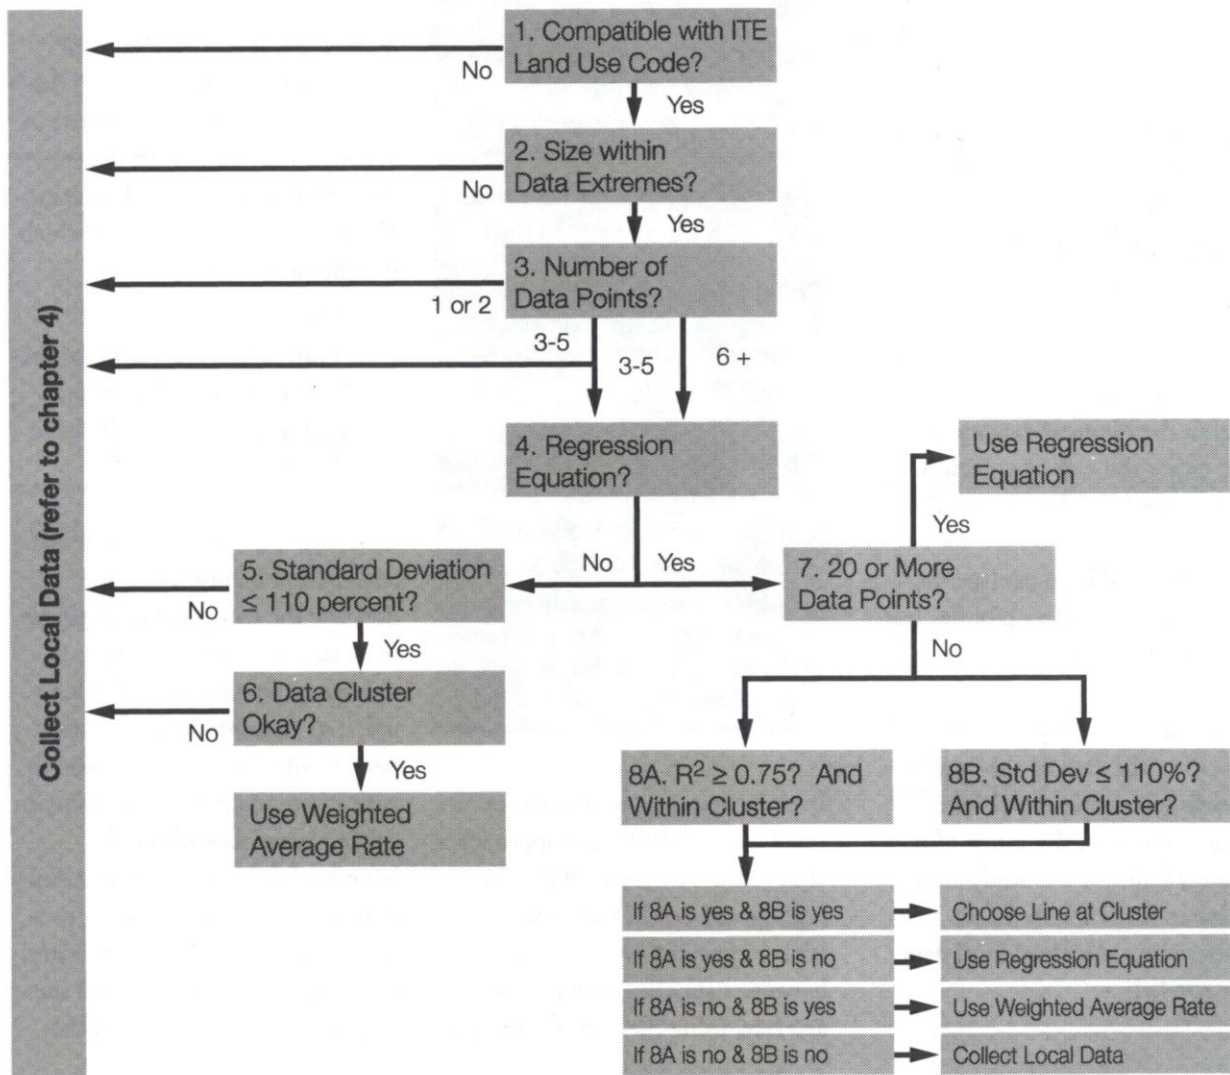 Collect Local Data (refer to chapter 4)
1. Compatible with ITE
Land Use Code?
No
Yes
2. Size within
Data Extremes?
No
Yes
3. Number of
Data Points?
1 or 2
3-5
3-5
6 +
4. Regression
Equation?
Use Regression
Equation
Yes
No
Yes
5. Standard Deviation
≤ 110 percent?
7. 20 or More
Data Points?
No
Yes
No
6. Data Cluster
Okay?
No
Yes
8A. R² ≥ 0.75? And
Within Cluster?
8B. Std Dev ≤ 110%?
And Within Cluster?
Use Weighted
Average Rate
If 8A is yes & 8B is yes
Choose Line at Cluster
If 8A is yes & 8B is no
Use Regression Equation
If 8A is no & 8B is yes
Use Weighted Average Rate
If 8A is no & 8B is no
Collect Local Data